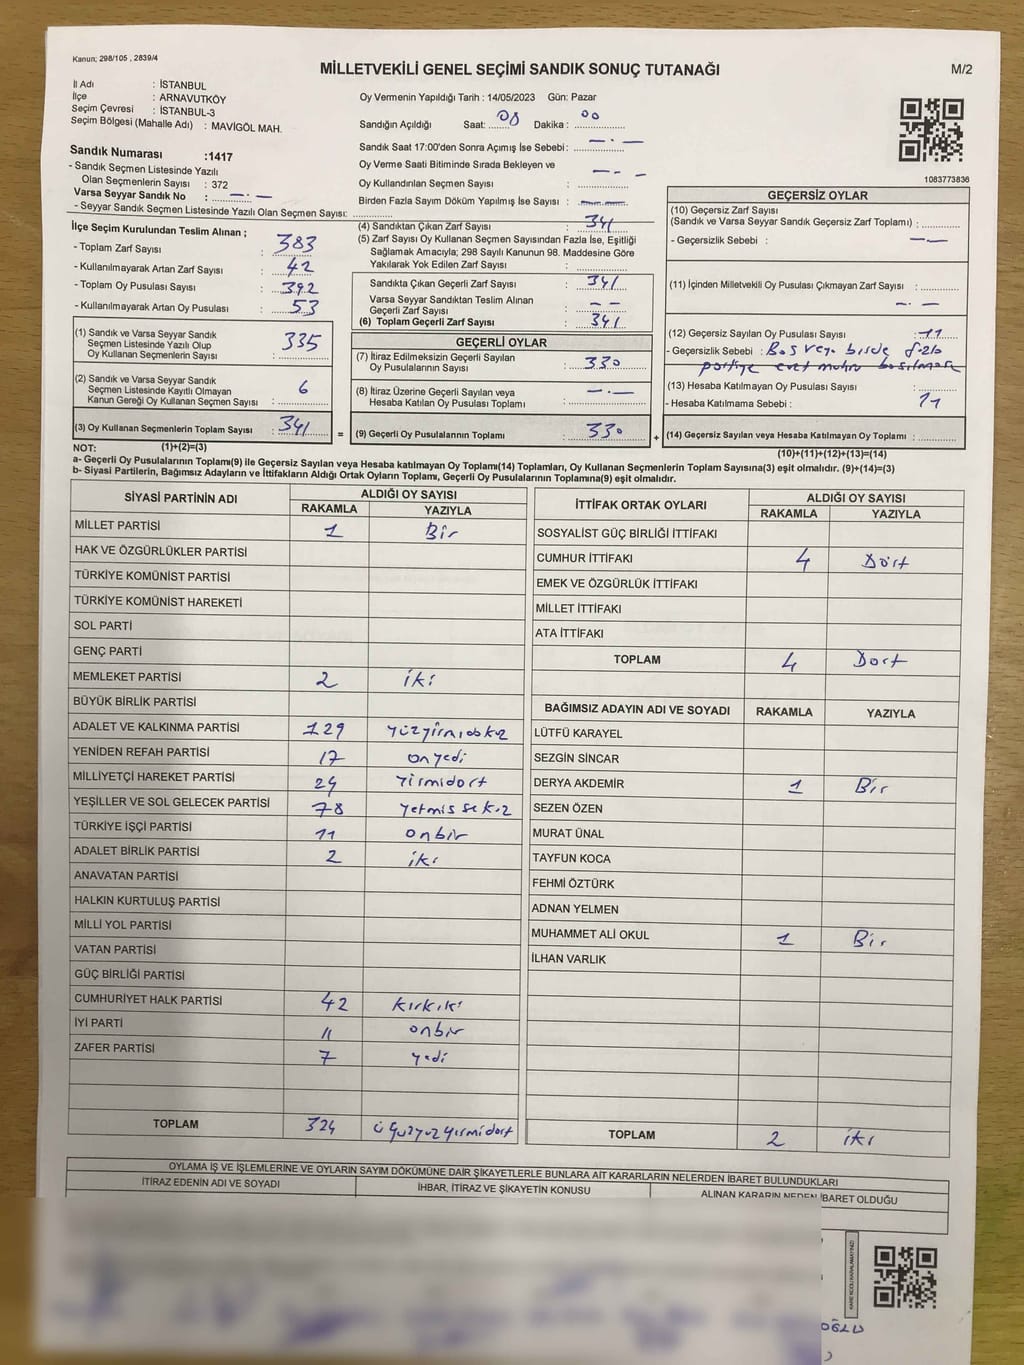 Kanun; 298/105 , 2839/4
MİLLETVEKİLİ GENEL SEÇİMİ SANDIK SONUÇ TUTANAĞI
M/2
İl Adı : İSTANBUL
İlçe : ARNAVUTKÖY
Seçim Çevresi : İSTANBUL-3
Seçim Bölgesi (Mahalle Adı) : MAVİGÖL MAH.
Sandık Numarası :1417
- Sandık Seçmen Listesinde Yazılı
Olan Seçmenlerin Sayısı : 372
Varsa Seyyar Sandık No : — . —
- Seyyar Sandık Seçmen Listesinde Yazılı Olan Seçmen Sayısı:
Oy Vermenin Yapıldığı Tarih : 14/05/2023 Gün: Pazar
Sandığın Açıldığı Saat: 08 Dakika : 00
Sandık Saat 17:00'den Sonra Açımış İse Sebebi : — . —
Oy Verme Saati Bitiminde Sırada Bekleyen ve
Oy Kullandırılan Seçmen Sayısı :
Birden Fazla Sayım Döküm Yapılmış İse Sayısı :
1083773836
İlçe Seçim Kurulundan Teslim Alınan ;
- Toplam Zarf Sayısı : 383
- Kullanılmayarak Artan Zarf Sayısı : 42
- Toplam Oy Pusulası Sayısı : 392
- Kullanılmayarak Artan Oy Pusulası : 53
(1) Sandık ve Varsa Seyyar Sandık
Seçmen Listesinde Yazılı Olup
Oy Kullanan Seçmenlerin Sayısı : 335
(2) Sandık ve Varsa Seyyar Sandık
Seçmen Listesinde Kayıtlı Olmayan
Kanun Gereği Oy Kullanan Seçmen Sayısı : 6
(3) Oy Kullanan Seçmenlerin Toplam Sayısı : 341
(1)+(2)=(3)
(4) Sandıktan Çıkan Zarf Sayısı : 341
(5) Zarf Sayısı Oy Kullanan Seçmen Sayısından Fazla İse, Eşitliği
Sağlamak Amacıyla; 298 Sayılı Kanunun 98. Maddesine Göre
Yakılarak Yok Edilen Zarf Sayısı :
Sandıkta Çıkan Geçerli Zarf Sayısı : 341
Varsa Seyyar Sandıktan Teslim Alınan
Geçerli Zarf Sayısı : — —
(6) Toplam Geçerli Zarf Sayısı : 341
GEÇERLİ OYLAR
(7) İtiraz Edilmeksizin Geçerli Sayılan
Oy Pusulalarının Sayısı : 330
(8) İtiraz Üzerine Geçerli Sayılan veya
Hesaba Katılan Oy Pusulası Toplamı : — . —
= (9) Geçerli Oy Pusulalarının Toplamı : 330
GEÇERSİZ OYLAR
(10) Geçersiz Zarf Sayısı
(Sandık ve Varsa Seyyar Sandık Geçersiz Zarf Toplamı) :
- Geçersizlik Sebebi : — —
(11) İçinden Milletvekili Oy Pusulası Çıkmayan Zarf Sayısı :
— . —
(12) Geçersiz Sayılan Oy Pusulası Sayısı : 11
- Geçersizlik Sebebi : Boş veya birde
partiye evet muhru
(13) Hesaba Katılmayan Oy Pusulası Sayısı :
- Hesaba Katılmama Sebebi : 11
+ (14) Geçersiz Sayılan veya Hesaba Katılmayan Oy Toplamı :
(10)+(11)+(12)+(13)=(14)
NOT:
a- Geçerli Oy Pusulalarının Toplamı(9) ile Geçersiz Sayılan veya Hesaba katılmayan Oy Toplamı(14) Toplamları, Oy Kullanan Seçmenlerin Toplam Sayısına(3) eşit olmalıdır. (9)+(14)=(3)
b- Siyasi Partilerin, Bağımsız Adayların ve İttifakların Aldığı Ortak Oyların Toplamı, Geçerli Oy Pusulalarının Toplamına(9) eşit olmalıdır.
SİYASİ PARTİNİN ADI ALDIĞI OY SAYISI
RAKAMLA YAZIYLA
MİLLET PARTİSİ 1 Bir
HAK VE ÖZGÜRLÜKLER PARTİSİ
TÜRKİYE KOMÜNİST PARTİSİ
TÜRKİYE KOMÜNİST HAREKETİ
SOL PARTİ
GENÇ PARTİ
MEMLEKET PARTİSİ 2 iki
BÜYÜK BİRLİK PARTİSİ
ADALET VE KALKINMA PARTİSİ 129
YENİDEN REFAH PARTİSİ 17 onyedi
MİLLİYETÇİ HAREKET PARTİSİ 24 Yirmidort
YEŞİLLER VE SOL GELECEK PARTİSİ 78
TÜRKİYE İŞÇİ PARTİSİ 11 onbir
ADALET BİRLİK PARTİSİ 2 iki
ANAVATAN PARTİSİ
HALKIN KURTULUŞ PARTİSİ
MİLLİ YOL PARTİSİ
VATAN PARTİSİ
GÜÇ BİRLİĞİ PARTİSİ
CUMHURİYET HALK PARTİSİ 42 kırkiki
İYİ PARTİ 11 onbir
ZAFER PARTİSİ 7 yedi
TOPLAM 324 üçyüzyirmidort
İTTİFAK ORTAK OYLARI ALDIĞI OY SAYISI
RAKAMLA YAZIYLA
SOSYALİST GÜÇ BİRLİĞİ İTTİFAKI
CUMHUR İTTİFAKI 4 Dört
EMEK VE ÖZGÜRLÜK İTTİFAKI
MİLLET İTTİFAKI
ATA İTTİFAKI
TOPLAM 4 Dort
BAĞIMSIZ ADAYIN ADI VE SOYADI RAKAMLA YAZIYLA
LÜTFÜ KARAYEL
SEZGİN SİNCAR
DERYA AKDEMİR 1 Bir
SEZEN ÖZEN
MURAT ÜNAL
TAYFUN KOCA
FEHMİ ÖZTÜRK
ADNAN YELMEN
MUHAMMET ALİ OKUL 1 Bir
İLHAN VARLIK
TOPLAM 2 iki
OYLAMA İŞ VE İŞLEMLERİNE VE OYLARIN SAYIM DÖKÜMÜNE DAİR ŞİKAYETLERLE BUNLARA AİT KARARLARIN NELERDEN İBARET BULUNDUKLARI
İTİRAZ EDENİN ADI VE SOYADI İHBAR, İTİRAZ VE ŞİKAYETİN KONUSU ALINAN KARARIN NEDEN İBARET OLDUĞU
KAREKODU KARALAMAYINIZ!